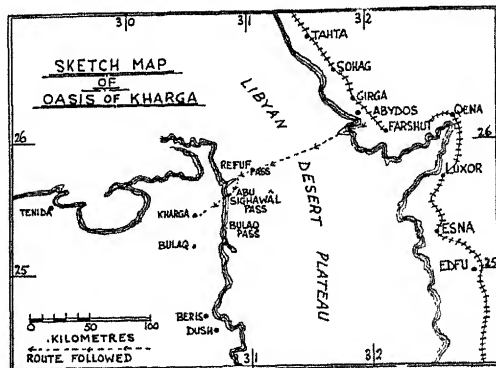 30 31 32
SKETCH MAP
OF
OASIS OF KHARGA
TAHTA
SOHAG
GIRGA
ABYDOS
FARSHUT
QENA
LIBYAN
DESERT
PLATEAU
26 26
REFUF PASS
ABU
SIGHAWÂL
PASS
LUXOR
TENIDA
KHARGA
BULAQ
BULAQ
PASS
ESNA
EDFU
25 25
BERIS
DUSH
0 50 100
KILOMETRES
ROUTE FOLLOWED
31 32